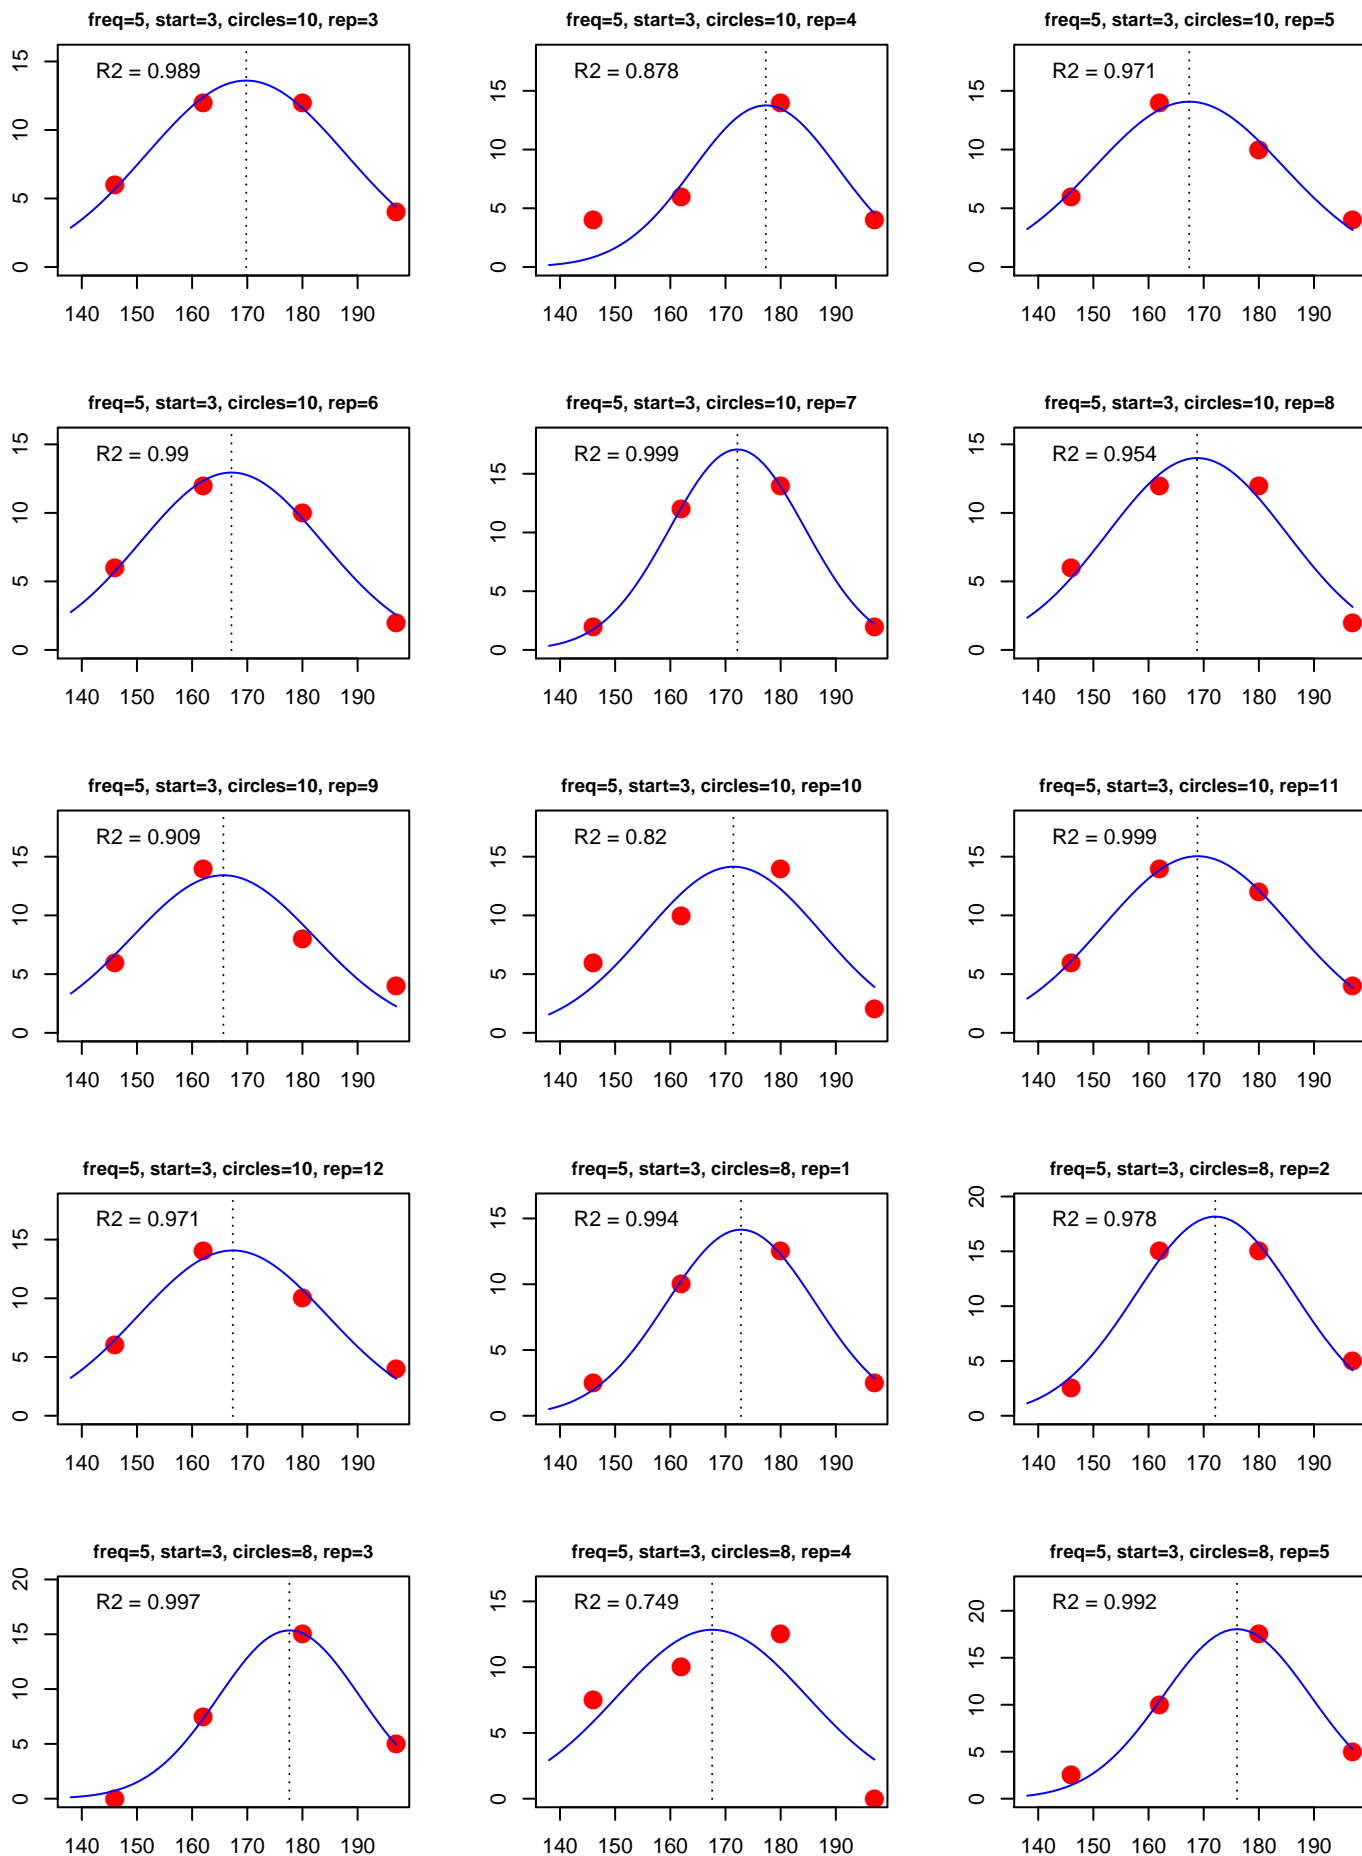 freq=5, start=3, circles=10, rep=3
R2 = 0.989
0 5 10 15
140 150 160 170 180 190
freq=5, start=3, circles=10, rep=4
R2 = 0.878
0 5 10 15
140 150 160 170 180 190
freq=5, start=3, circles=10, rep=5
R2 = 0.971
0 5 10 15
140 150 160 170 180 190
freq=5, start=3, circles=10, rep=6
R2 = 0.99
0 5 10 15
140 150 160 170 180 190
freq=5, start=3, circles=10, rep=7
R2 = 0.999
0 5 10 15
140 150 160 170 180 190
freq=5, start=3, circles=10, rep=8
R2 = 0.954
0 5 10 15
140 150 160 170 180 190
freq=5, start=3, circles=10, rep=9
R2 = 0.909
0 5 10 15
140 150 160 170 180 190
freq=5, start=3, circles=10, rep=10
R2 = 0.82
0 5 10 15
140 150 160 170 180 190
freq=5, start=3, circles=10, rep=11
R2 = 0.999
0 5 10 15
140 150 160 170 180 190
freq=5, start=3, circles=10, rep=12
R2 = 0.971
0 5 10 15
140 150 160 170 180 190
freq=5, start=3, circles=8, rep=1
R2 = 0.994
0 5 10 15
140 150 160 170 180 190
freq=5, start=3, circles=8, rep=2
R2 = 0.978
0 5 10 15 20
140 150 160 170 180 190
freq=5, start=3, circles=8, rep=3
R2 = 0.997
0 5 10 15 20
140 150 160 170 180 190
freq=5, start=3, circles=8, rep=4
R2 = 0.749
0 5 10 15
140 150 160 170 180 190
freq=5, start=3, circles=8, rep=5
R2 = 0.992
0 5 10 15 20
140 150 160 170 180 190